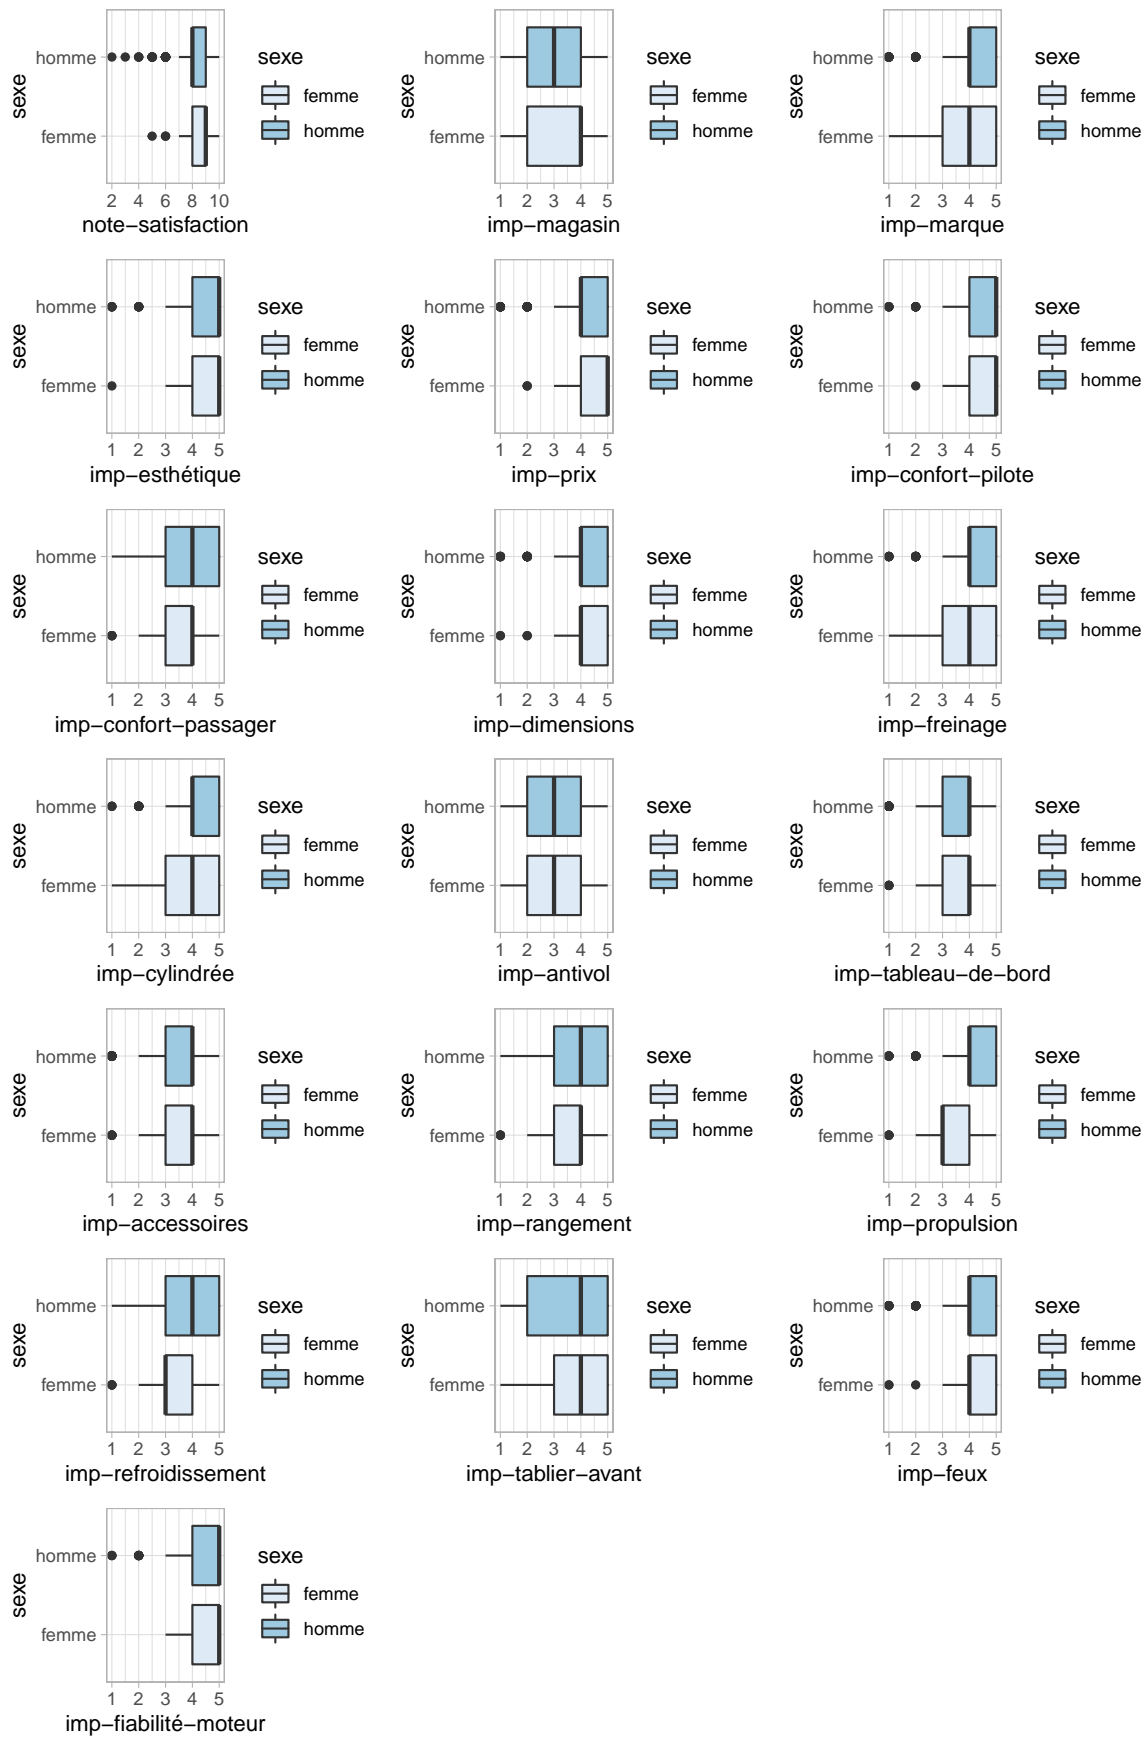 sexe
homme
femme
2 4 6 8 10
note−satisfaction
sexe
femme
homme
sexe
1 2 3 4 5
imp−magasin
sexe
femme
homme
sexe
homme
femme
1 2 3 4 5
imp−marque
sexe
femme
homme
sexe
homme
femme
1 2 3 4 5
imp−esthétique
sexe
femme
homme
sexe
homme
femme
1 2 3 4 5
imp−prix
sexe
femme
homme
sexe
homme
femme
1 2 3 4 5
imp−confort−pilote
sexe
femme
homme
sexe
homme
femme
1 2 3 4 5
imp−confort−passager
sexe
femme
homme
sexe
homme
femme
1 2 3 4 5
imp−dimensions
sexe
femme
homme
sexe
homme
femme
1 2 3 4 5
imp−freinage
sexe
femme
homme
sexe
homme
femme
1 2 3 4 5
imp−cylindrée
sexe
femme
homme
sexe
homme
femme
1 2 3 4 5
imp−antivol
sexe
femme
homme
sexe
homme
femme
1 2 3 4 5
imp−tableau−de−bord
sexe
femme
homme
sexe
homme
femme
1 2 3 4 5
imp−accessoires
sexe
femme
homme
sexe
homme
femme
1 2 3 4 5
imp−rangement
sexe
femme
homme
sexe
homme
femme
1 2 3 4 5
imp−propulsion
sexe
femme
homme
sexe
homme
femme
1 2 3 4 5
imp−refroidissement
sexe
femme
homme
sexe
homme
femme
1 2 3 4 5
imp−tablier−avant
sexe
femme
homme
sexe
homme
femme
1 2 3 4 5
imp−feux
sexe
femme
homme
sexe
homme
femme
1 2 3 4 5
imp−fiabilité−moteur
sexe
femme
homme